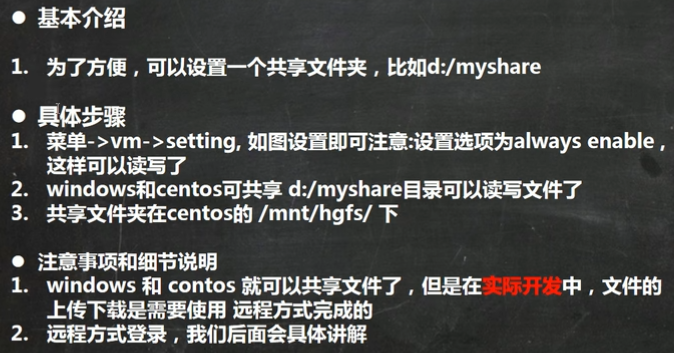 ● 基本介绍
1. 为了方便，可以设置一个共享文件夹，比如d:/myshare
● 具体步骤
1. 菜单->vm->setting, 如图设置即可注意:设置选项为always enable，
这样可以读写了
2. windows和centos可共享 d:/myshare目录可以读写文件了
3. 共享文件夹在centos的 /mnt/hgfs/ 下
● 注意事项和细节说明
1. windows 和 contos 就可以共享文件了，但是在实际开发中，文件的
上传下载是需要使用 远程方式完成的
2. 远程方式登录，我们后面会具体讲解